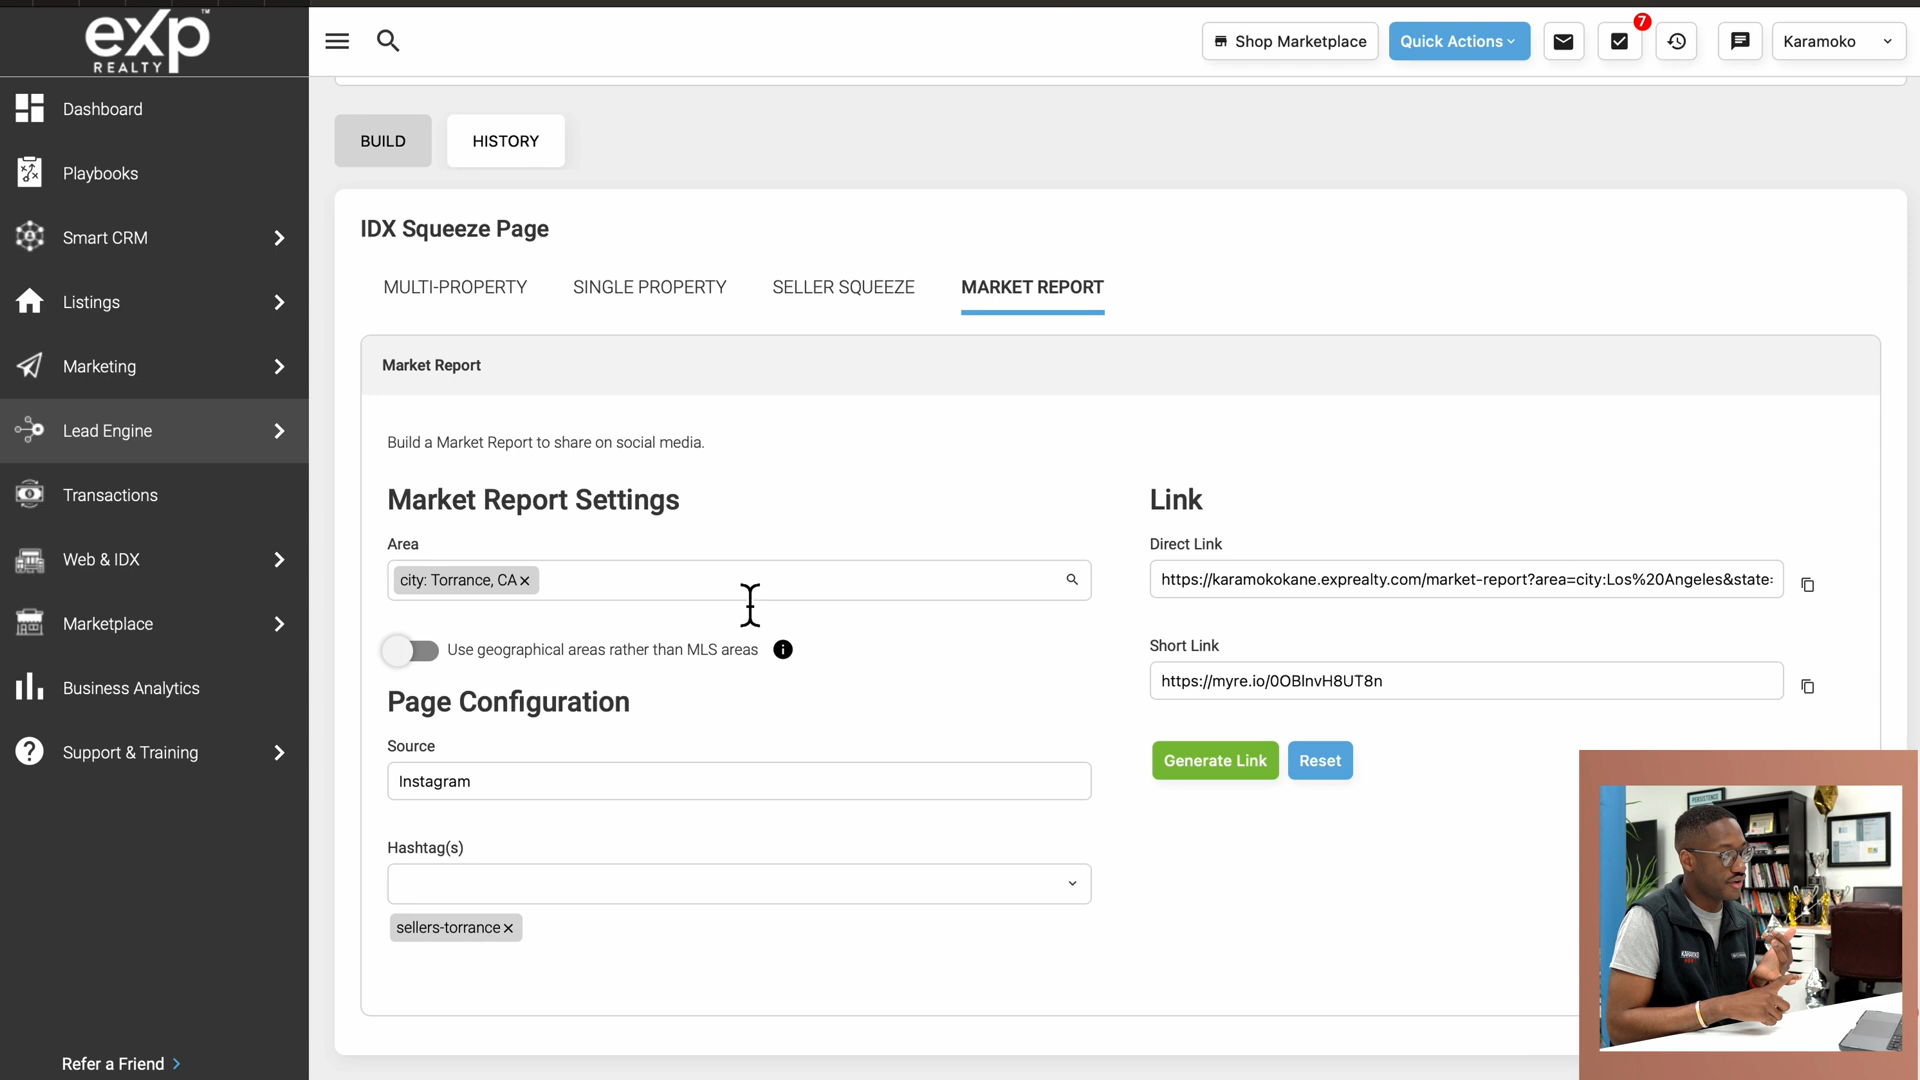 exp™
REALTY
Shop Marketplace
Quick Actions
7
Karamoko
Dashboard
Playbooks
Smart CRM
Listings
Marketing
Lead Engine
Transactions
Web & IDX
Marketplace
Business Analytics
Support & Training
Refer a Friend
BUILD
HISTORY
IDX Squeeze Page
MULTI-PROPERTY
SINGLE PROPERTY
SELLER SQUEEZE
MARKET REPORT
Market Report
Build a Market Report to share on social media.
Market Report Settings
Area
city: Torrance, CA
Use geographical areas rather than MLS areas
Page Configuration
Source
Instagram
Hashtag(s)
sellers-torrance
Link
Direct Link
https://karamokokane.exprealty.com/market-report?area=city:Los%20Angeles&state:
Short Link
https://myre.io/0OBlnvH8UT8n
Generate Link
Reset
PERSISTENCE
KARAMOKO